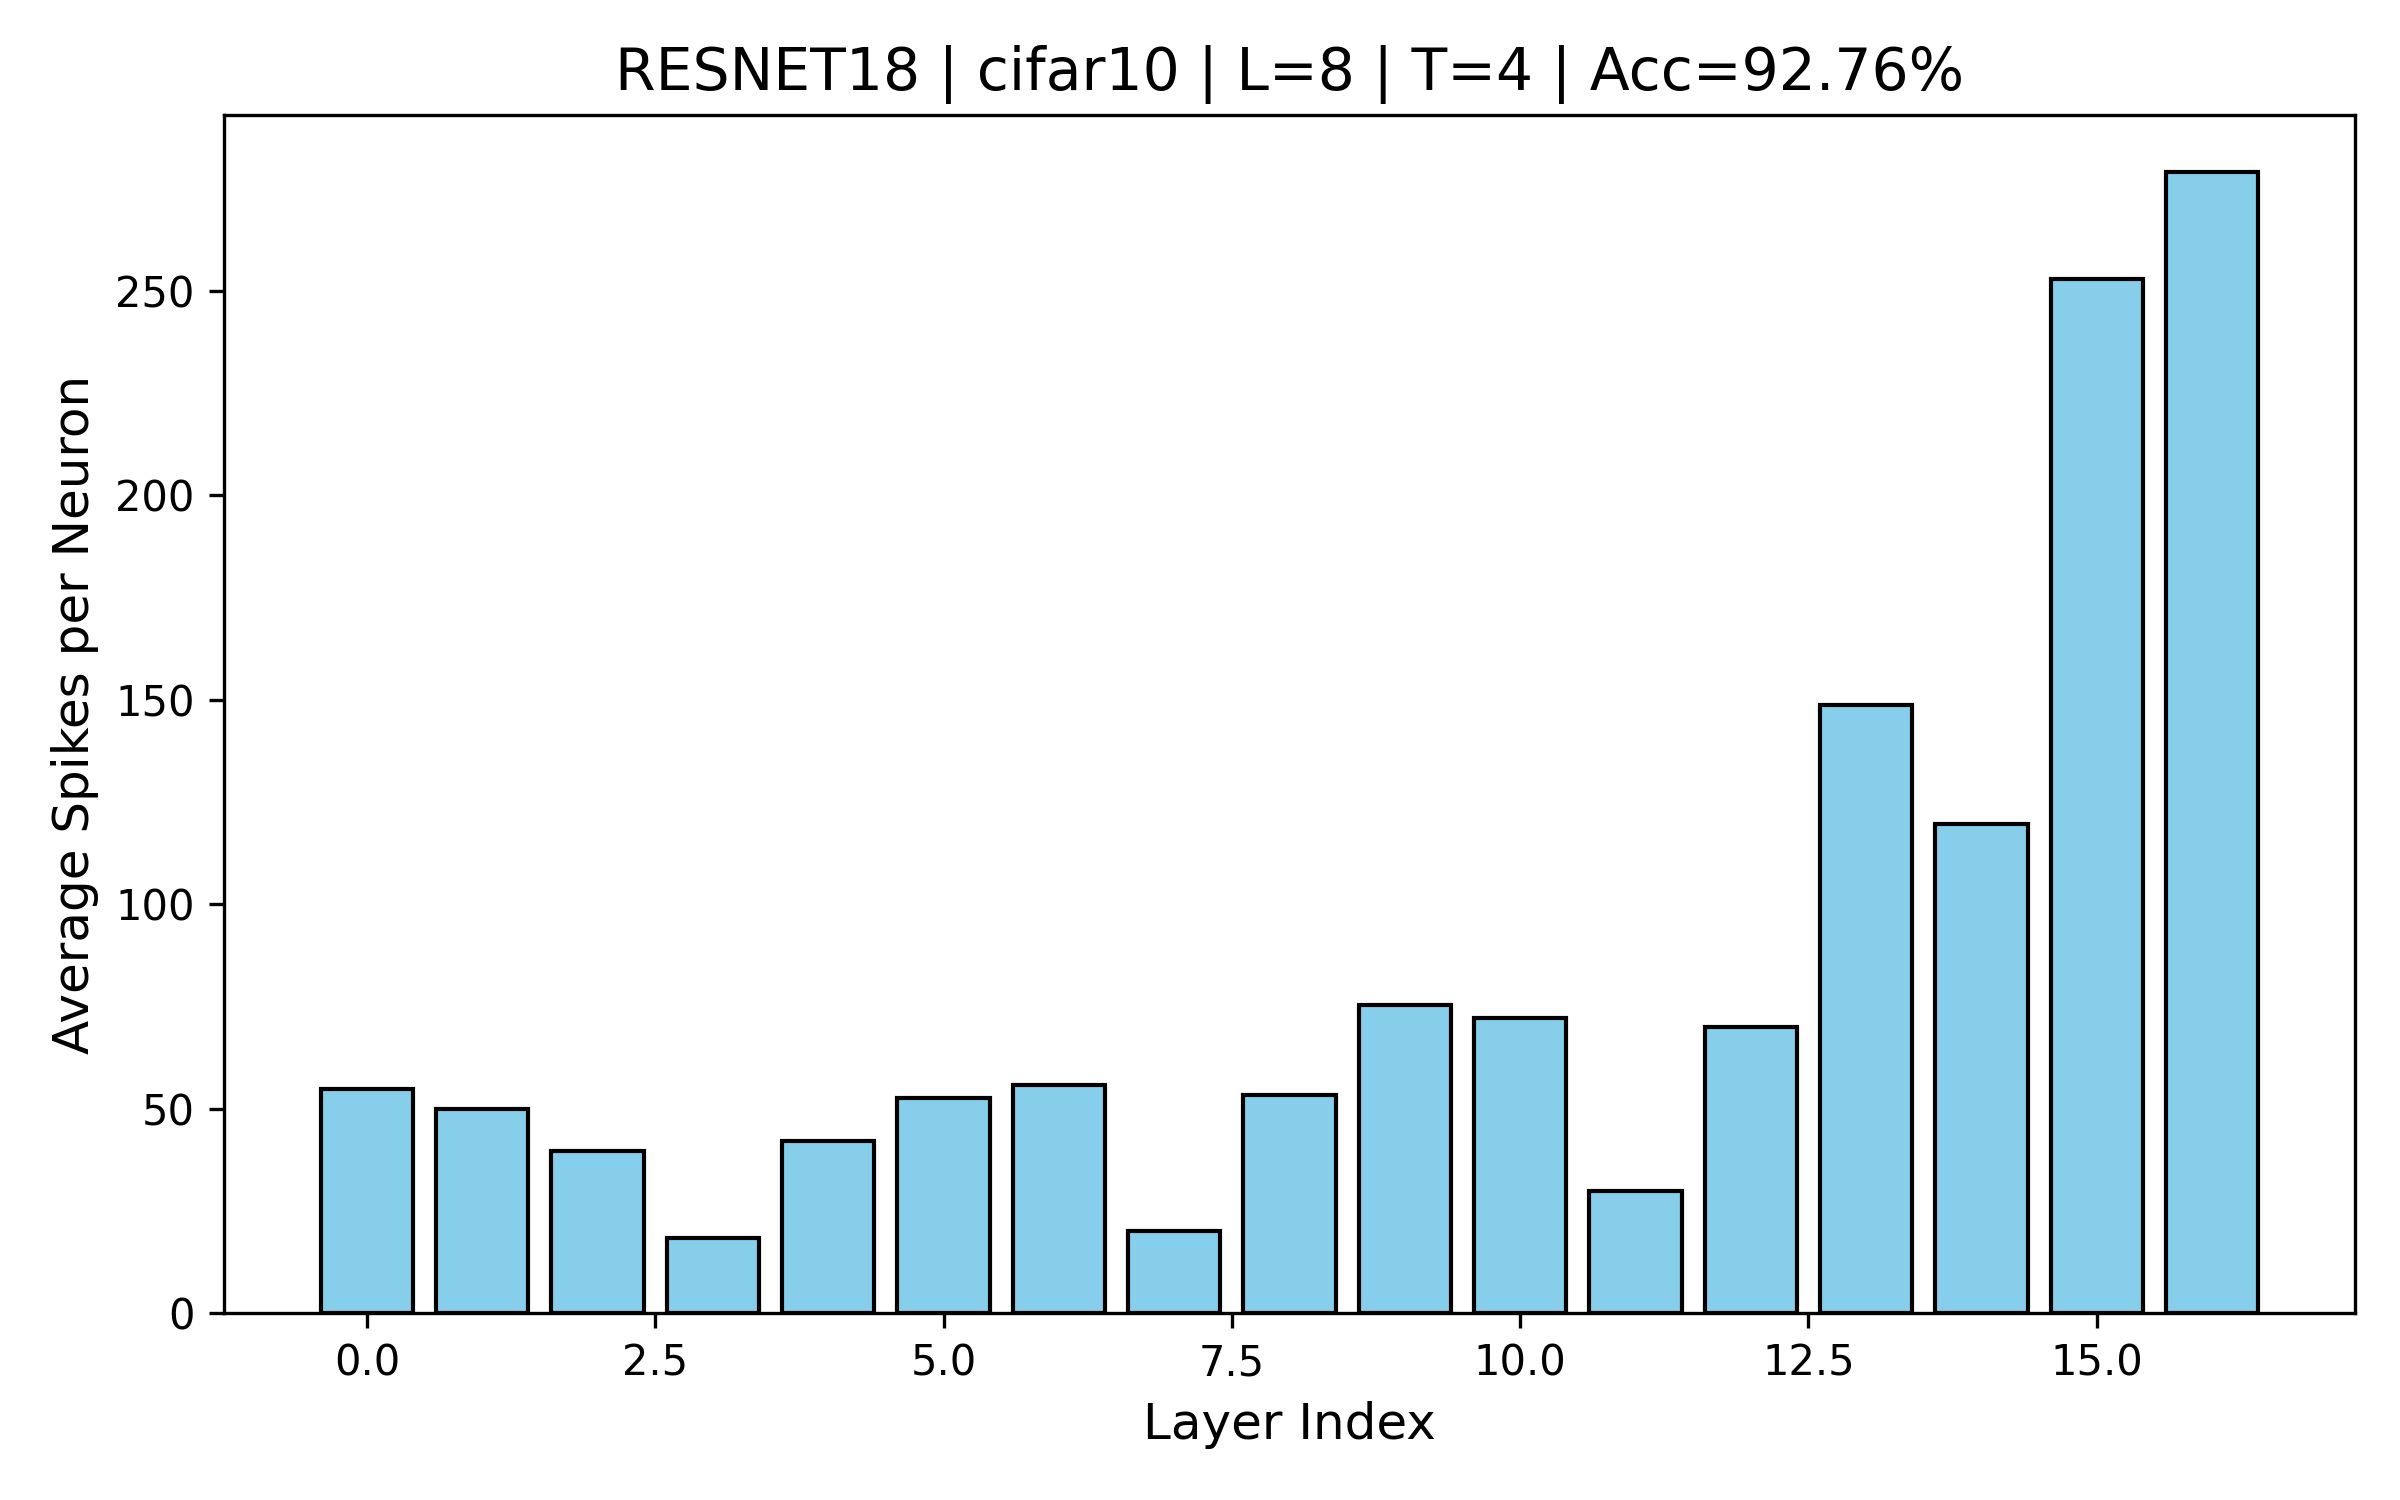 RESNET18 | cifar10 | L=8 | T=4 | Acc=92.76%
Average Spikes per Neuron
250
200
150
100
50
0
0.0 2.5 5.0 7.5 10.0 12.5 15.0
Layer Index